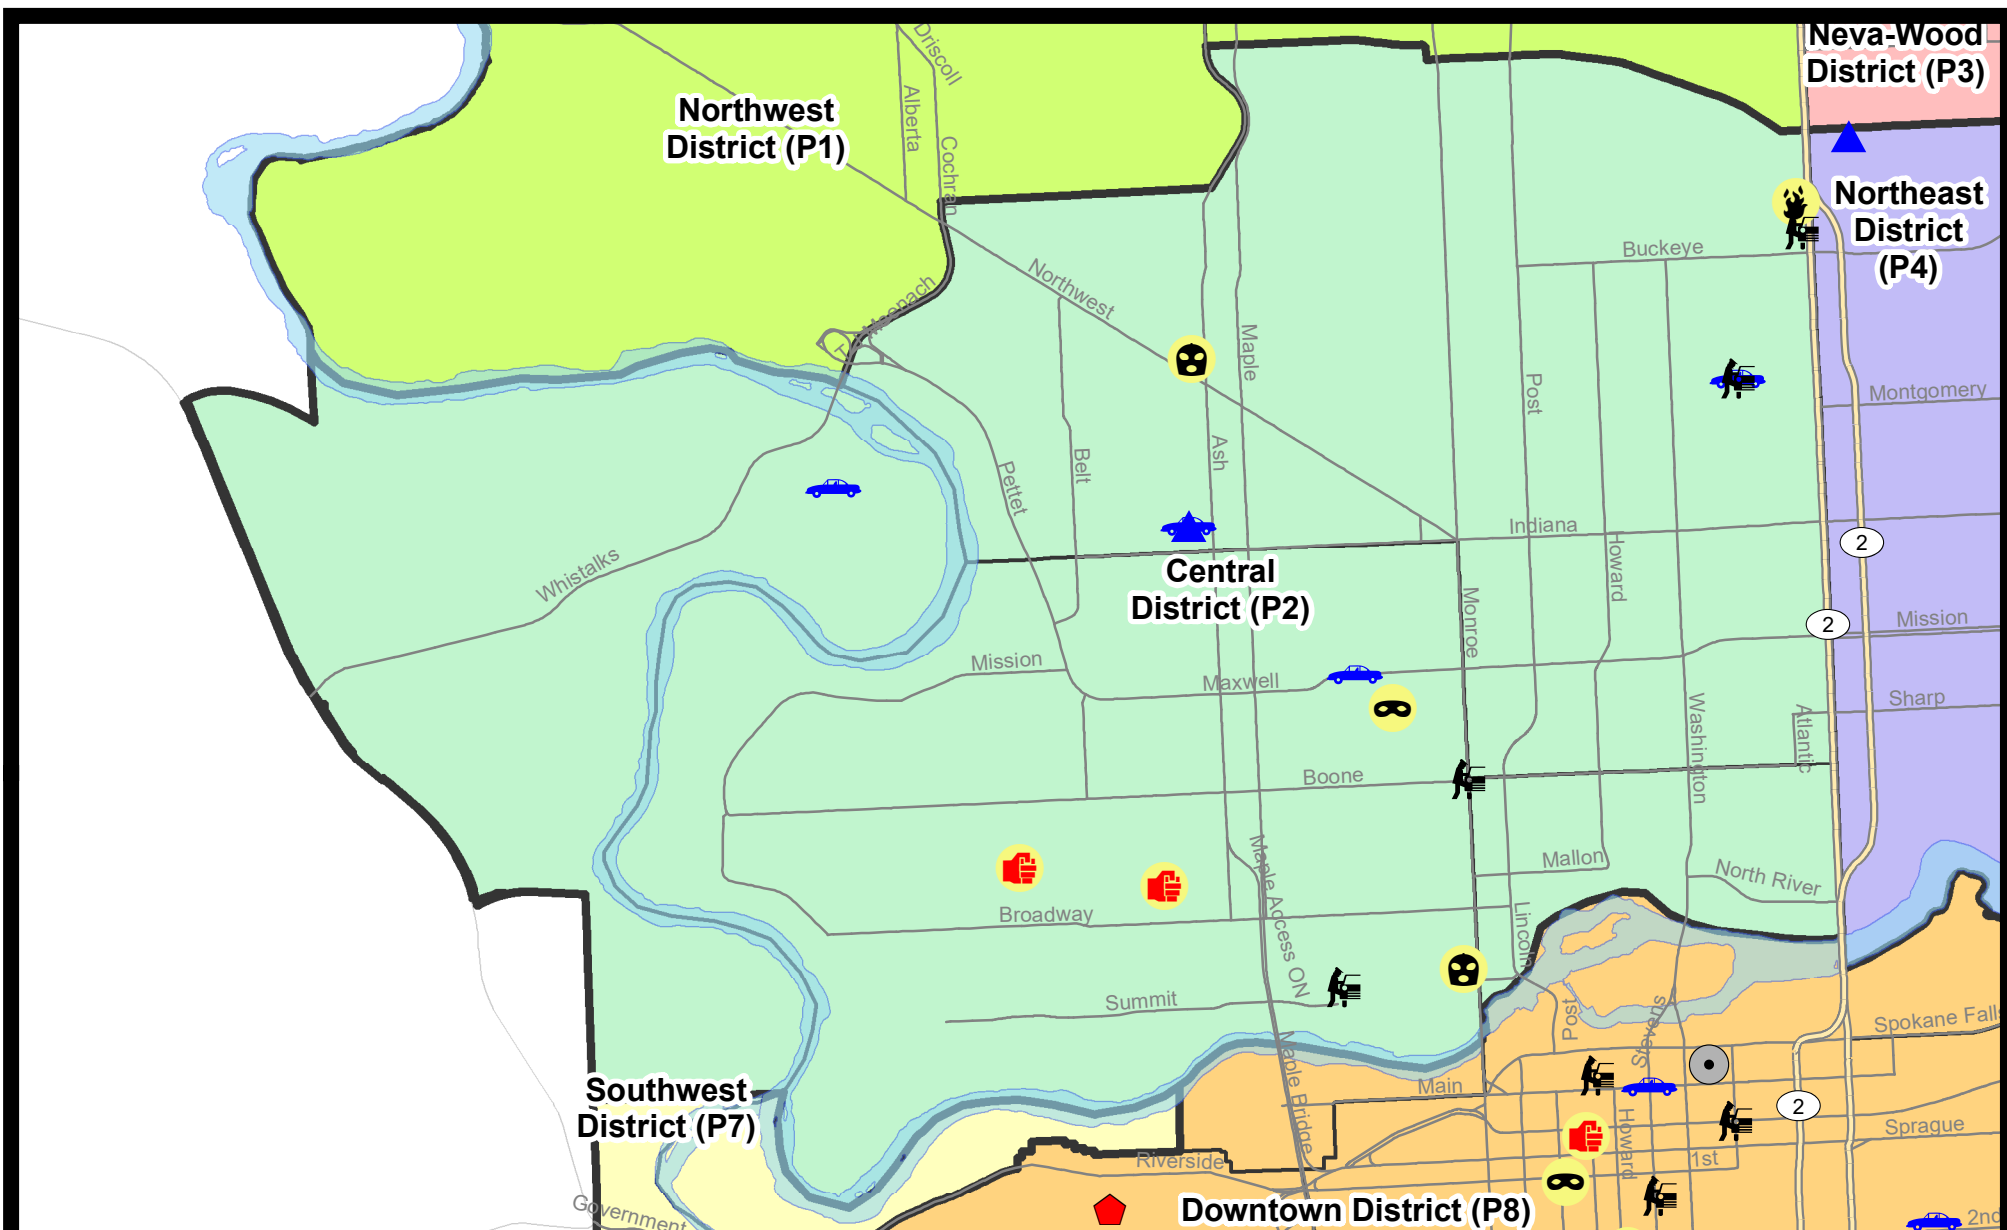 Neva-Wood
District (P3)
Driscoll
Northwest
District (P1)
Alberta
Cochran
Northeast
District
(P4)
Buckeye
Northwest
Maple
Post
Montgomery
Ash
Belt
Pettet
Indiana
2
Howard
Whistalks
Central
District (P2)
Monroe
2
Mission
Mission
Maxwell
Washington
Atlantic
Sharp
Boone
Mallon
North River
Maple Access ON
Broadway
Lincoln
Summit
Post
Stevens
Spokane Falls
Maple Bridge
Main
Southwest
District (P7)
2
Howard
Sprague
Riverside
1st
Government
Downtown District (P8)
2nd